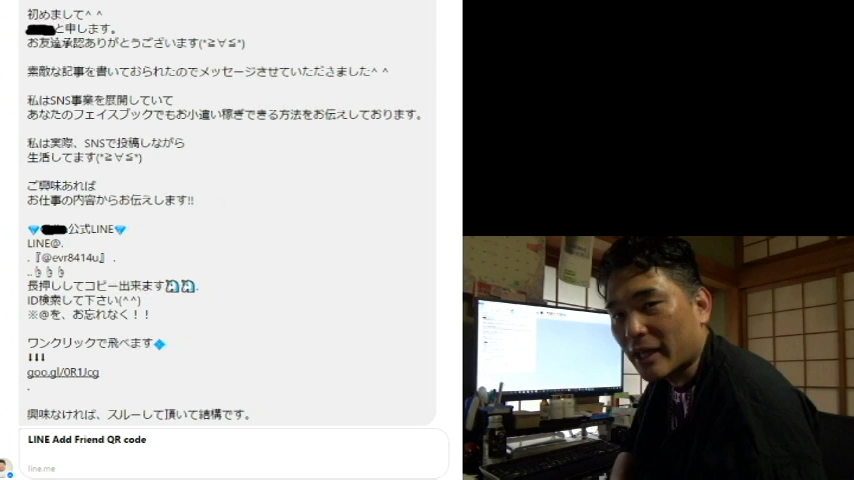 初めまして^ ^
と申します。
お友達承認ありがとうございます(*≧∀≦*)
素敵な記事を書いておられたのでメッセージさせていただきました^ ^
私はSNS事業を展開していて
あなたのフェイスブックでもお小遣い稼ぎできる方法をお伝えしております。
私は実際、SNSで投稿しながら
生活してます(*≧∀≦*)
ご興味あれば
お仕事の内容からお伝えします!!
💎公式LINE💎
LINE@.
.『@evr8414u』 .
..👆👆👆
長押ししてコピー出来ます.
ID検索して下さい(^^)
※@を、お忘れなく！！
ワンクリックで飛べます🔹
⬇⬇⬇
goo.gl/0R1Jcg
.
興味なければ、スルーして頂いて結構です。
LINE Add Friend QR code
line.me